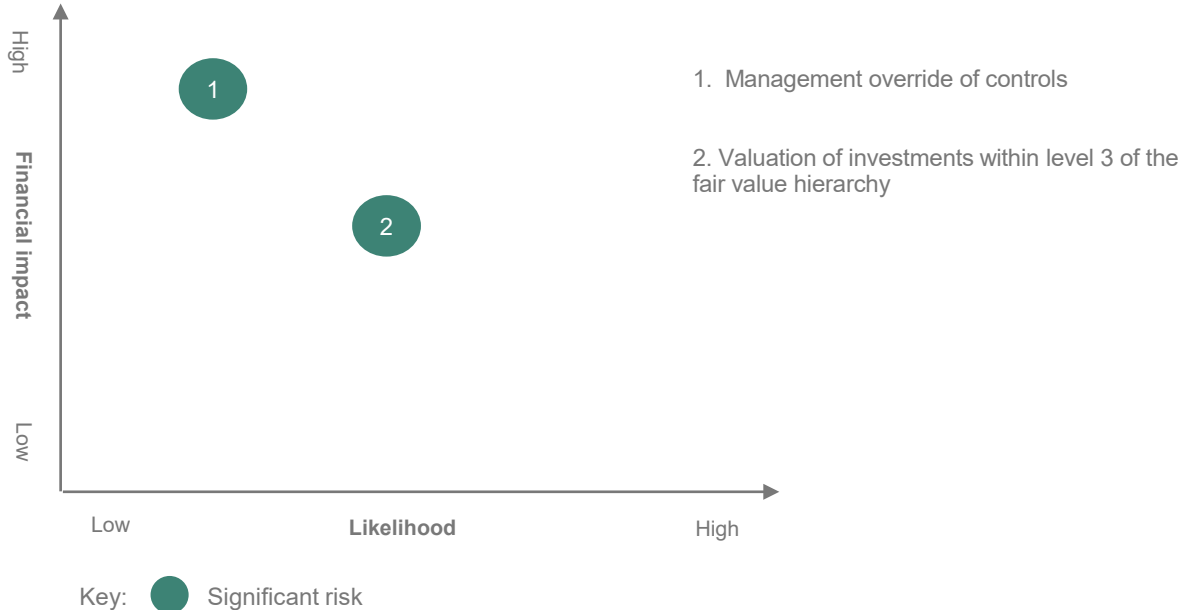 High
Financial impact
Low
1
2
Low
Likelihood
High
1. Management override of controls
2. Valuation of investments within level 3 of the
fair value hierarchy
Key:
Significant risk